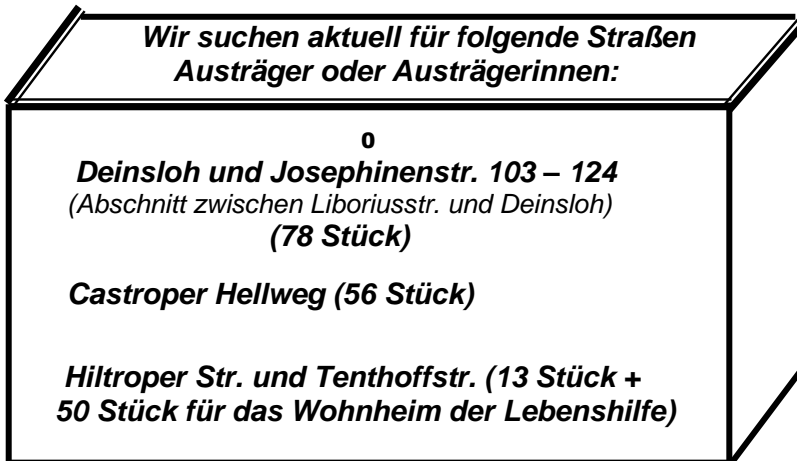 Wir suchen aktuell für folgende Straßen
Austräger oder Austrägerinnen:
0
Deinsloh und Josephinenstr. 103 – 124
(Abschnitt zwischen Liboriusstr. und Deinsloh)
(78 Stück)
Castroper Hellweg (56 Stück)
Hiltroper Str. und Tenthoffstr. (13 Stück +
50 Stück für das Wohnheim der Lebenshilfe)